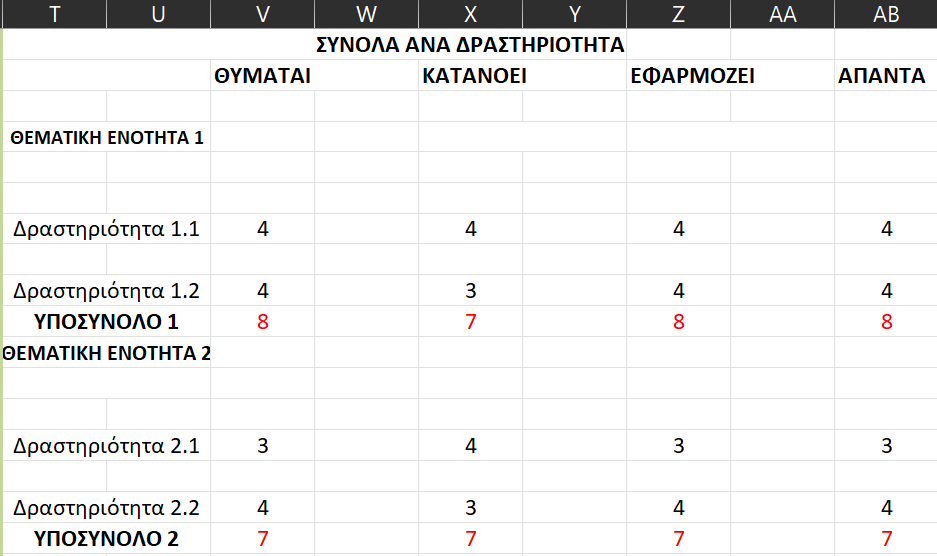 T U V W X Y Z AA AB
ΣΥΝΟΛΑ ΑΝΑ ΔΡΑΣΤΗΡΙΟΤΗΤΑ
ΘΥΜΑΤΑΙ ΚΑΤΑΝΟΕΙ ΕΦΑΡΜΟΖΕΙ ΑΠΑΝΤΑ
ΘΕΜΑΤΙΚΗ ΕΝΟΤΗΤΑ 1
Δραστηριότητα 1.1 4 4 4 4
Δραστηριότητα 1.2 4 3 4 4
ΥΠΟΣΥΝΟΛΟ 1 8 7 8 8
ΘΕΜΑΤΙΚΗ ΕΝΟΤΗΤΑ 2
Δραστηριότητα 2.1 3 4 3 3
Δραστηριότητα 2.2 4 3 4 4
ΥΠΟΣΥΝΟΛΟ 2 7 7 7 7